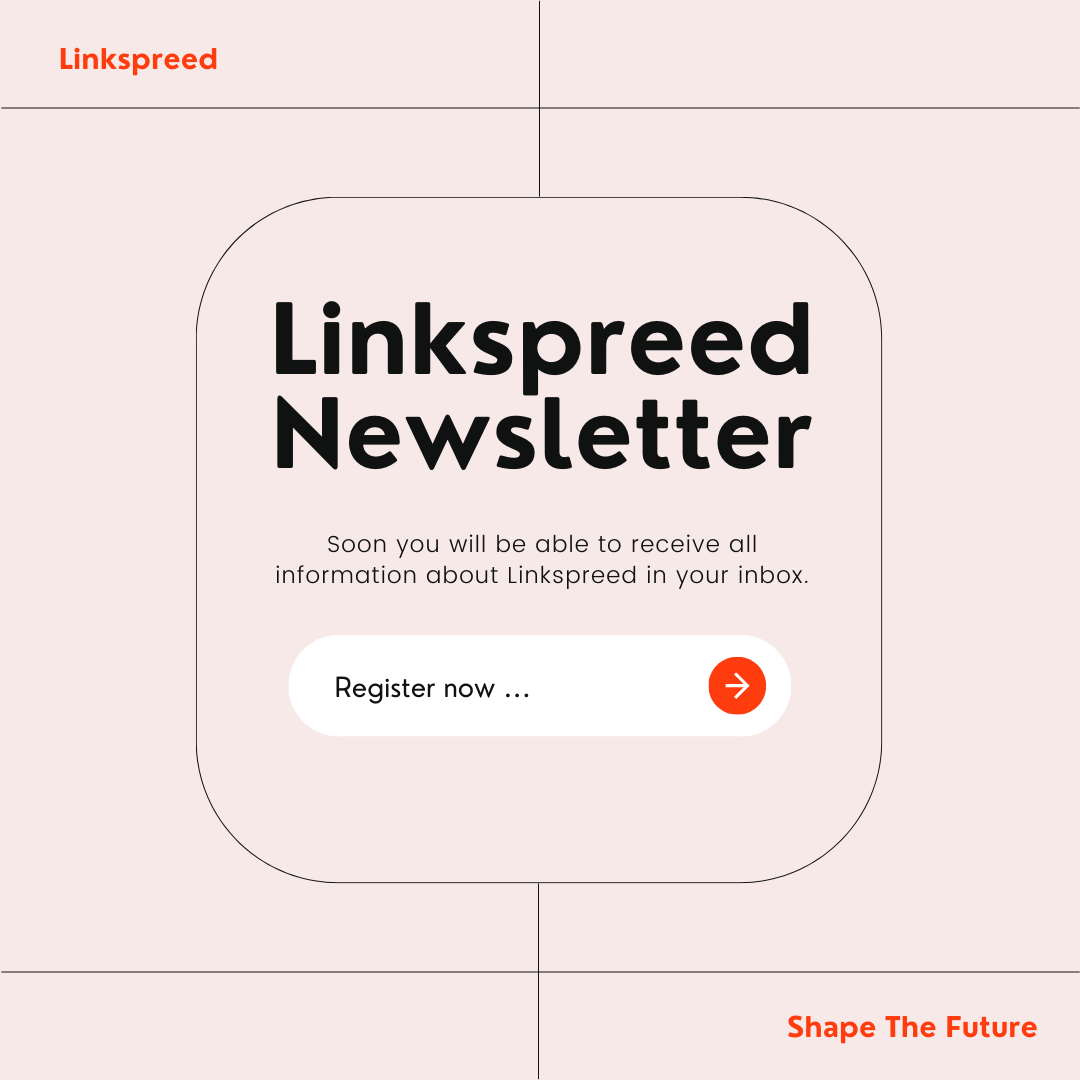 Linkspreed
Linkspreed
Newsletter
Soon you will be able to receive all
information about Linkspreed in your inbox.
Register now ...
Shape The Future